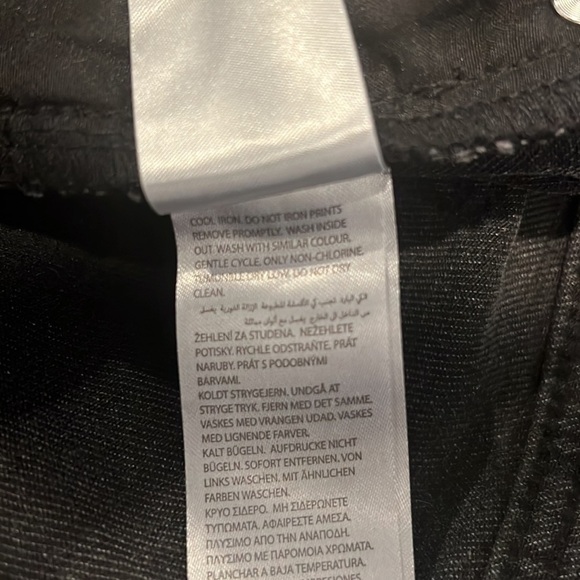 COOL IRON. DO NOT IRON PRINTS
REMOVE PROMPTLY. WASH INSIDE
OUT. WASH WITH SIMILAR COLOUR.
GENTLE CYCLE. ONLY NON-CHLORINE.
DRY LOW. DO NOT DRY
CLEAN.
ŽEHLENÍ ZA STUDENA. NEŽEHLETE
POTISKY. RYCHLE ODSTRAŇTE. PRÁT
NARUBY. PRÁT S PODOBNÝMI
BARVAMI.
KOLDT STRYGEJERN. UNDGÅ AT
STRYGE TRYK. FJERN MED DET SAMME.
VASKES MED VRANGEN UDAD. VASKES
MED LIGNENDE FARVER.
KALT BÜGELN. AUFDRUCKE NICHT
BÜGELN. SOFORT ENTFERNEN. VON
LINKS WASCHEN. MIT ÄHNLICHEN
FARBEN WASCHEN.
ΚΡΥΟ ΣΙΔΕΡΟ. ΜΗ ΣΙΔΕΡΩΝΕΤΕ
ΤΥΠΩΜΑΤΑ. ΑΦΑΙΡΕΣΤΕ ΑΜΕΣΑ.
ΠΛΥΣΙΜΟ ΑΠΟ ΤΗΝ ΑΝΑΠΟΔΗ.
ΠΛΥΣΙΜΟ ΜΕ ΠΑΡΟΜΟΙΑ ΧΡΩΜΑΤΑ.
PLANCHAR A BAJA TEMPERATURA.